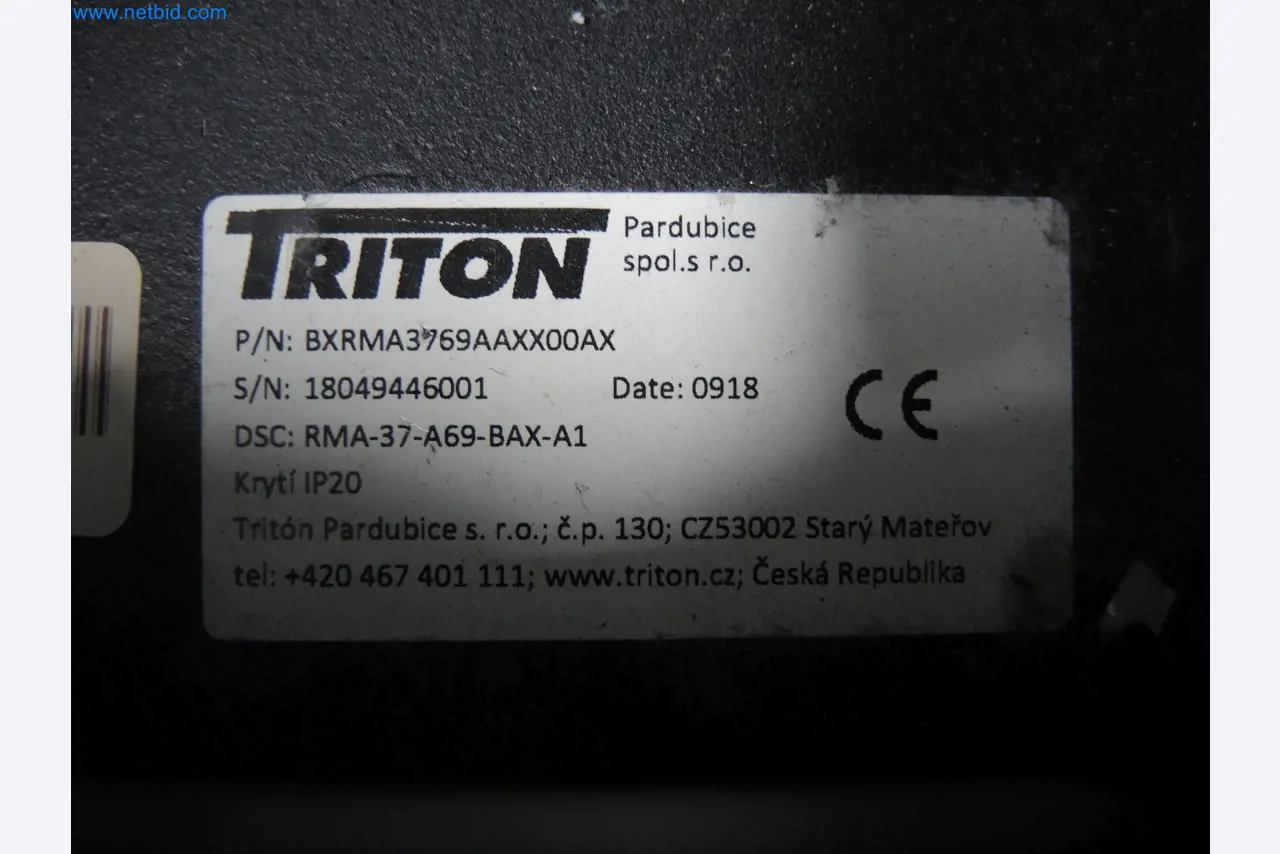 www.netbid.com
TRITON Pardubice
spol.s r.o.
P/N: BXRMA3769AAXX00AX
S/N: 18049446001 Date: 0918 CE
DSC: RMA-37-A69-BAX-A1
Krytí IP20
Tritón Pardubice s. r.o.; č.p. 130; CZ53002 Starý Mateřov
tel: +420 467 401 111; www.triton.cz; Česká Republika